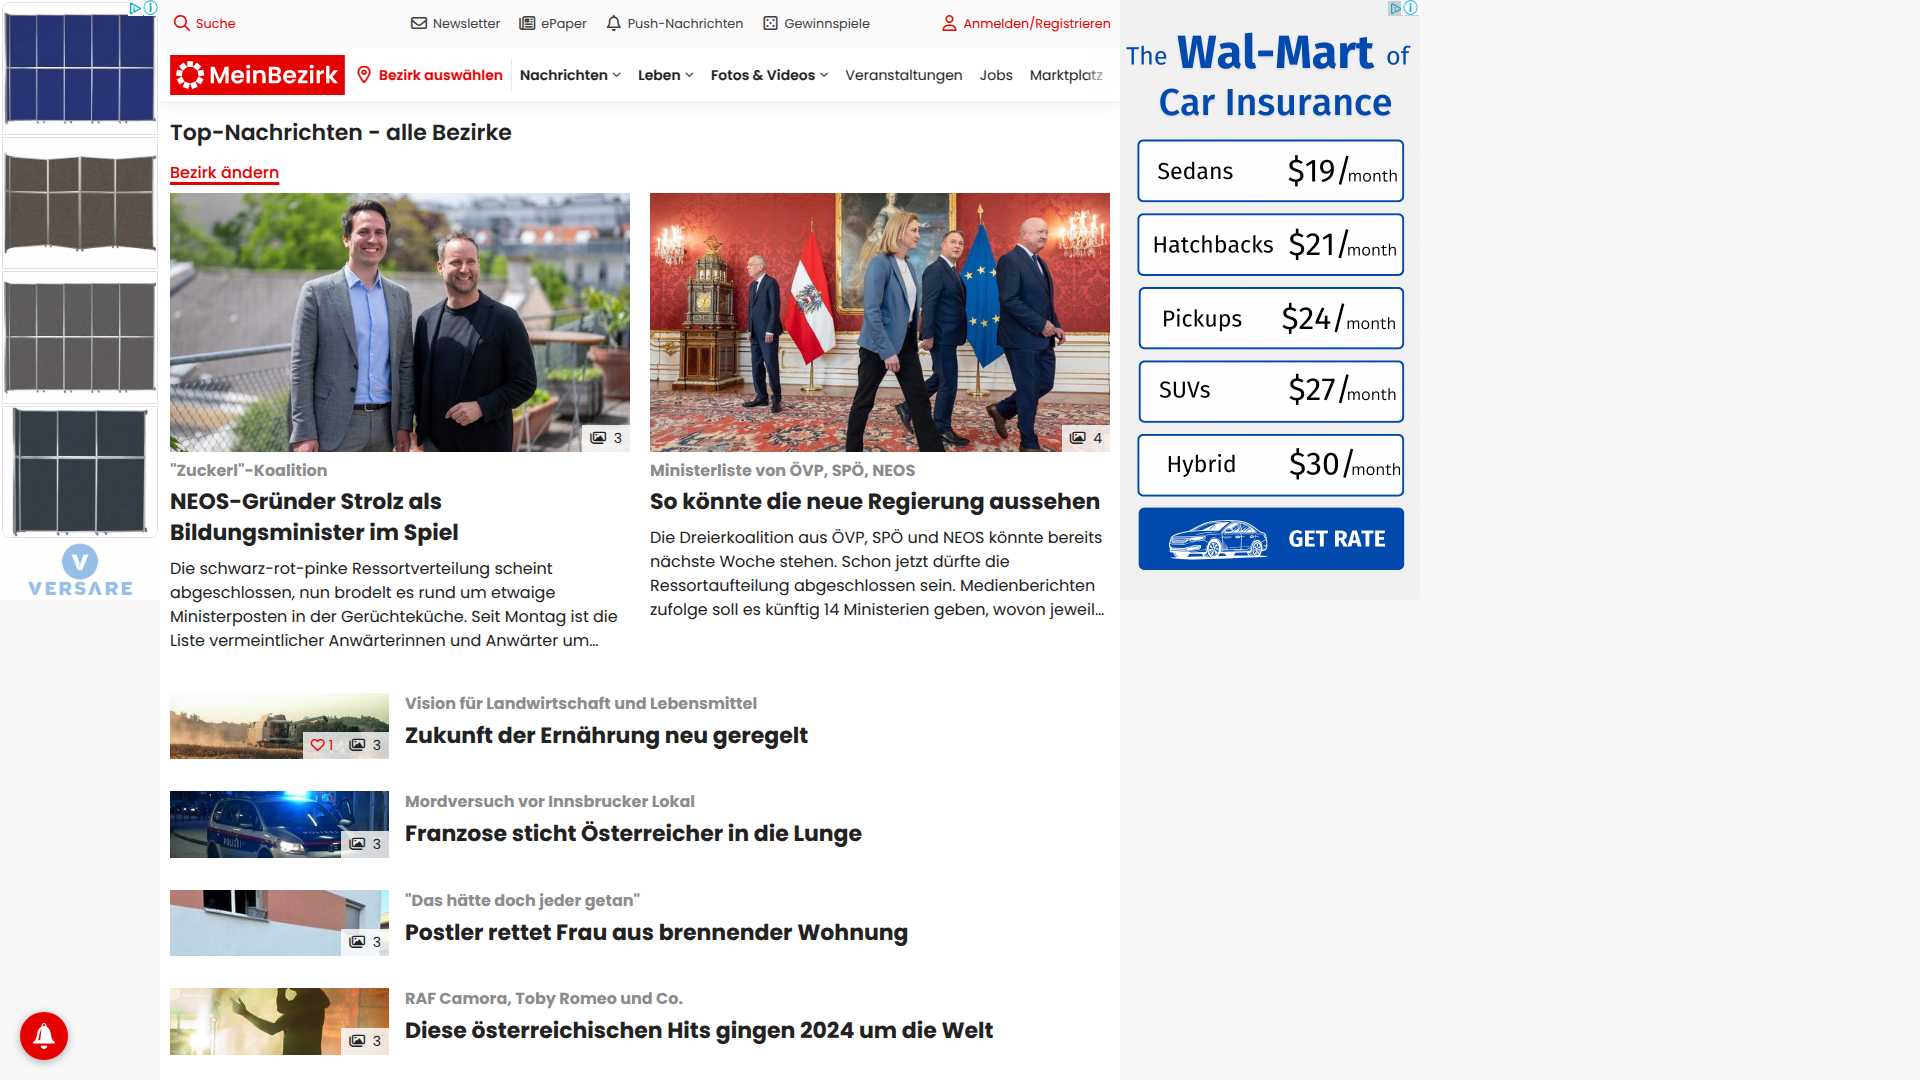 Suche
Newsletter
ePaper
Push-Nachrichten
Gewinnspiele
Anmelden/Registrieren
MeinBezirk
Bezirk auswählen
Nachrichten
Leben
Fotos & Videos
Veranstaltungen
Jobs
Marktplatz
Top-Nachrichten - alle Bezirke
Bezirk ändern
3
"Zuckerl"-Koalition
NEOS-Gründer Strolz als
Bildungsminister im Spiel
Die schwarz-rot-pinke Ressortverteilung scheint
abgeschlossen, nun brodelt es rund um etwaige
Ministerposten in der Gerüchteküche. Seit Montag ist die
Liste vermeintlicher Anwärterinnen und Anwärter um...
4
Ministerliste von ÖVP, SPÖ, NEOS
So könnte die neue Regierung aussehen
Die Dreierkoalition aus ÖVP, SPÖ und NEOS könnte bereits
nächste Woche stehen. Schon jetzt dürfte die
Ressortaufteilung abgeschlossen sein. Medienberichten
zufolge soll es künftig 14 Ministerien geben, wovon jeweil...
1 3
Vision für Landwirtschaft und Lebensmittel
Zukunft der Ernährung neu geregelt
POLIZEI
3
Mordversuch vor Innsbrucker Lokal
Franzose sticht Österreicher in die Lunge
3
"Das hätte doch jeder getan"
Postler rettet Frau aus brennender Wohnung
3
RAF Camora, Toby Romeo und Co.
Diese österreichischen Hits gingen 2024 um die Welt
V
VERSARE
The Wal-Mart of
Car Insurance
Sedans $19/month
Hatchbacks $21/month
Pickups $24/month
SUVs $27/month
Hybrid $30/month
GET RATE